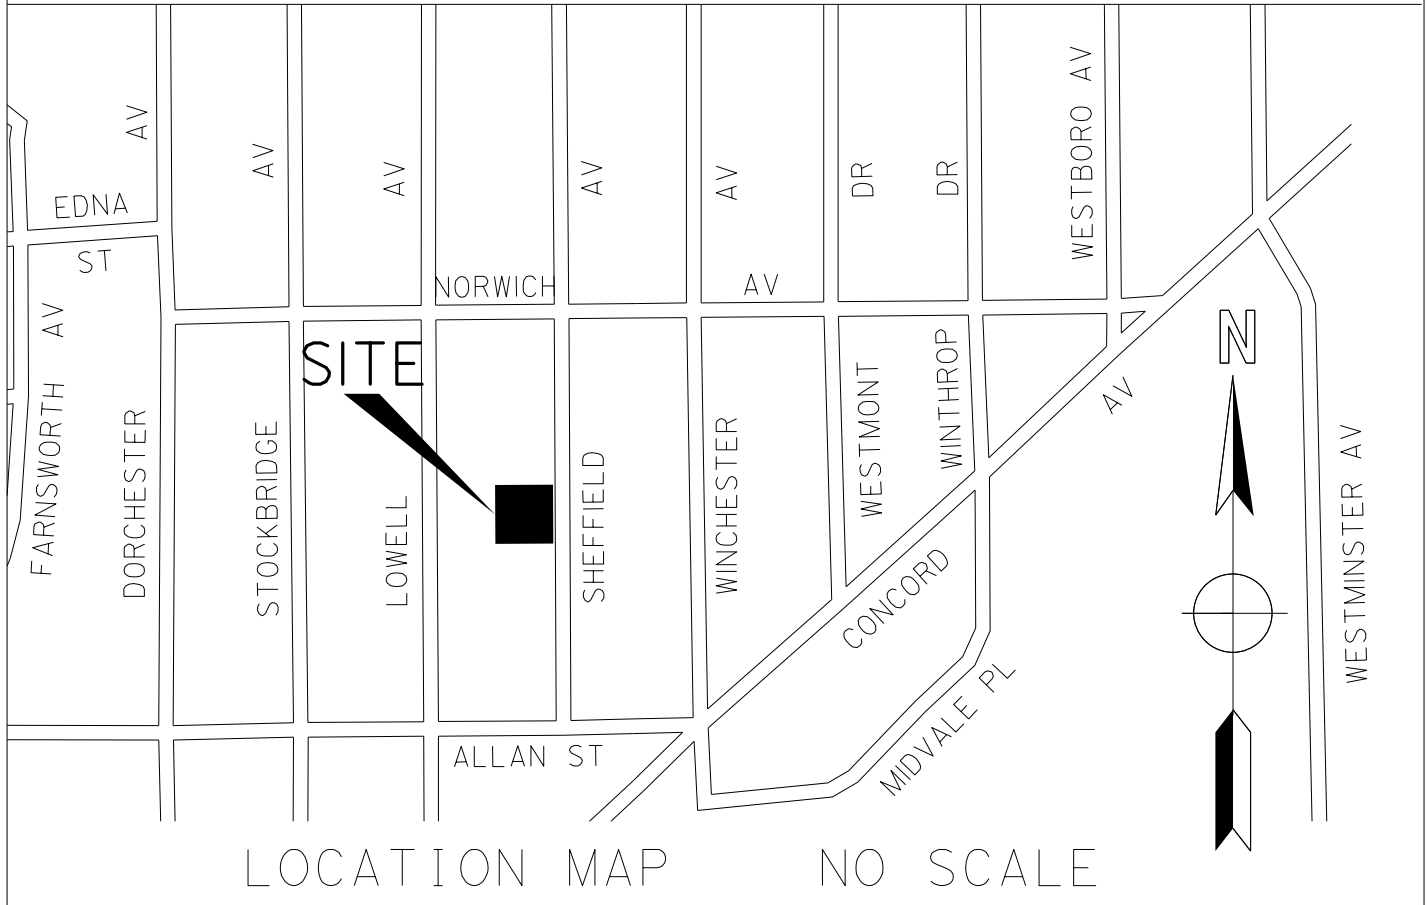 EDNA ST
FARNSWORTH AV
DORCHESTER AV
STOCKBRIDGE AV
LOWELL AV
SHEFFIELD AV
WINCHESTER AV
WESTMONT DR
WINTHROP DR
WESTBORO AV
NORWICH AV
SITE
N
CONCORD AV
WESTMINSTER AV
MIDVALE PL
ALLAN ST
LOCATION MAP NO SCALE